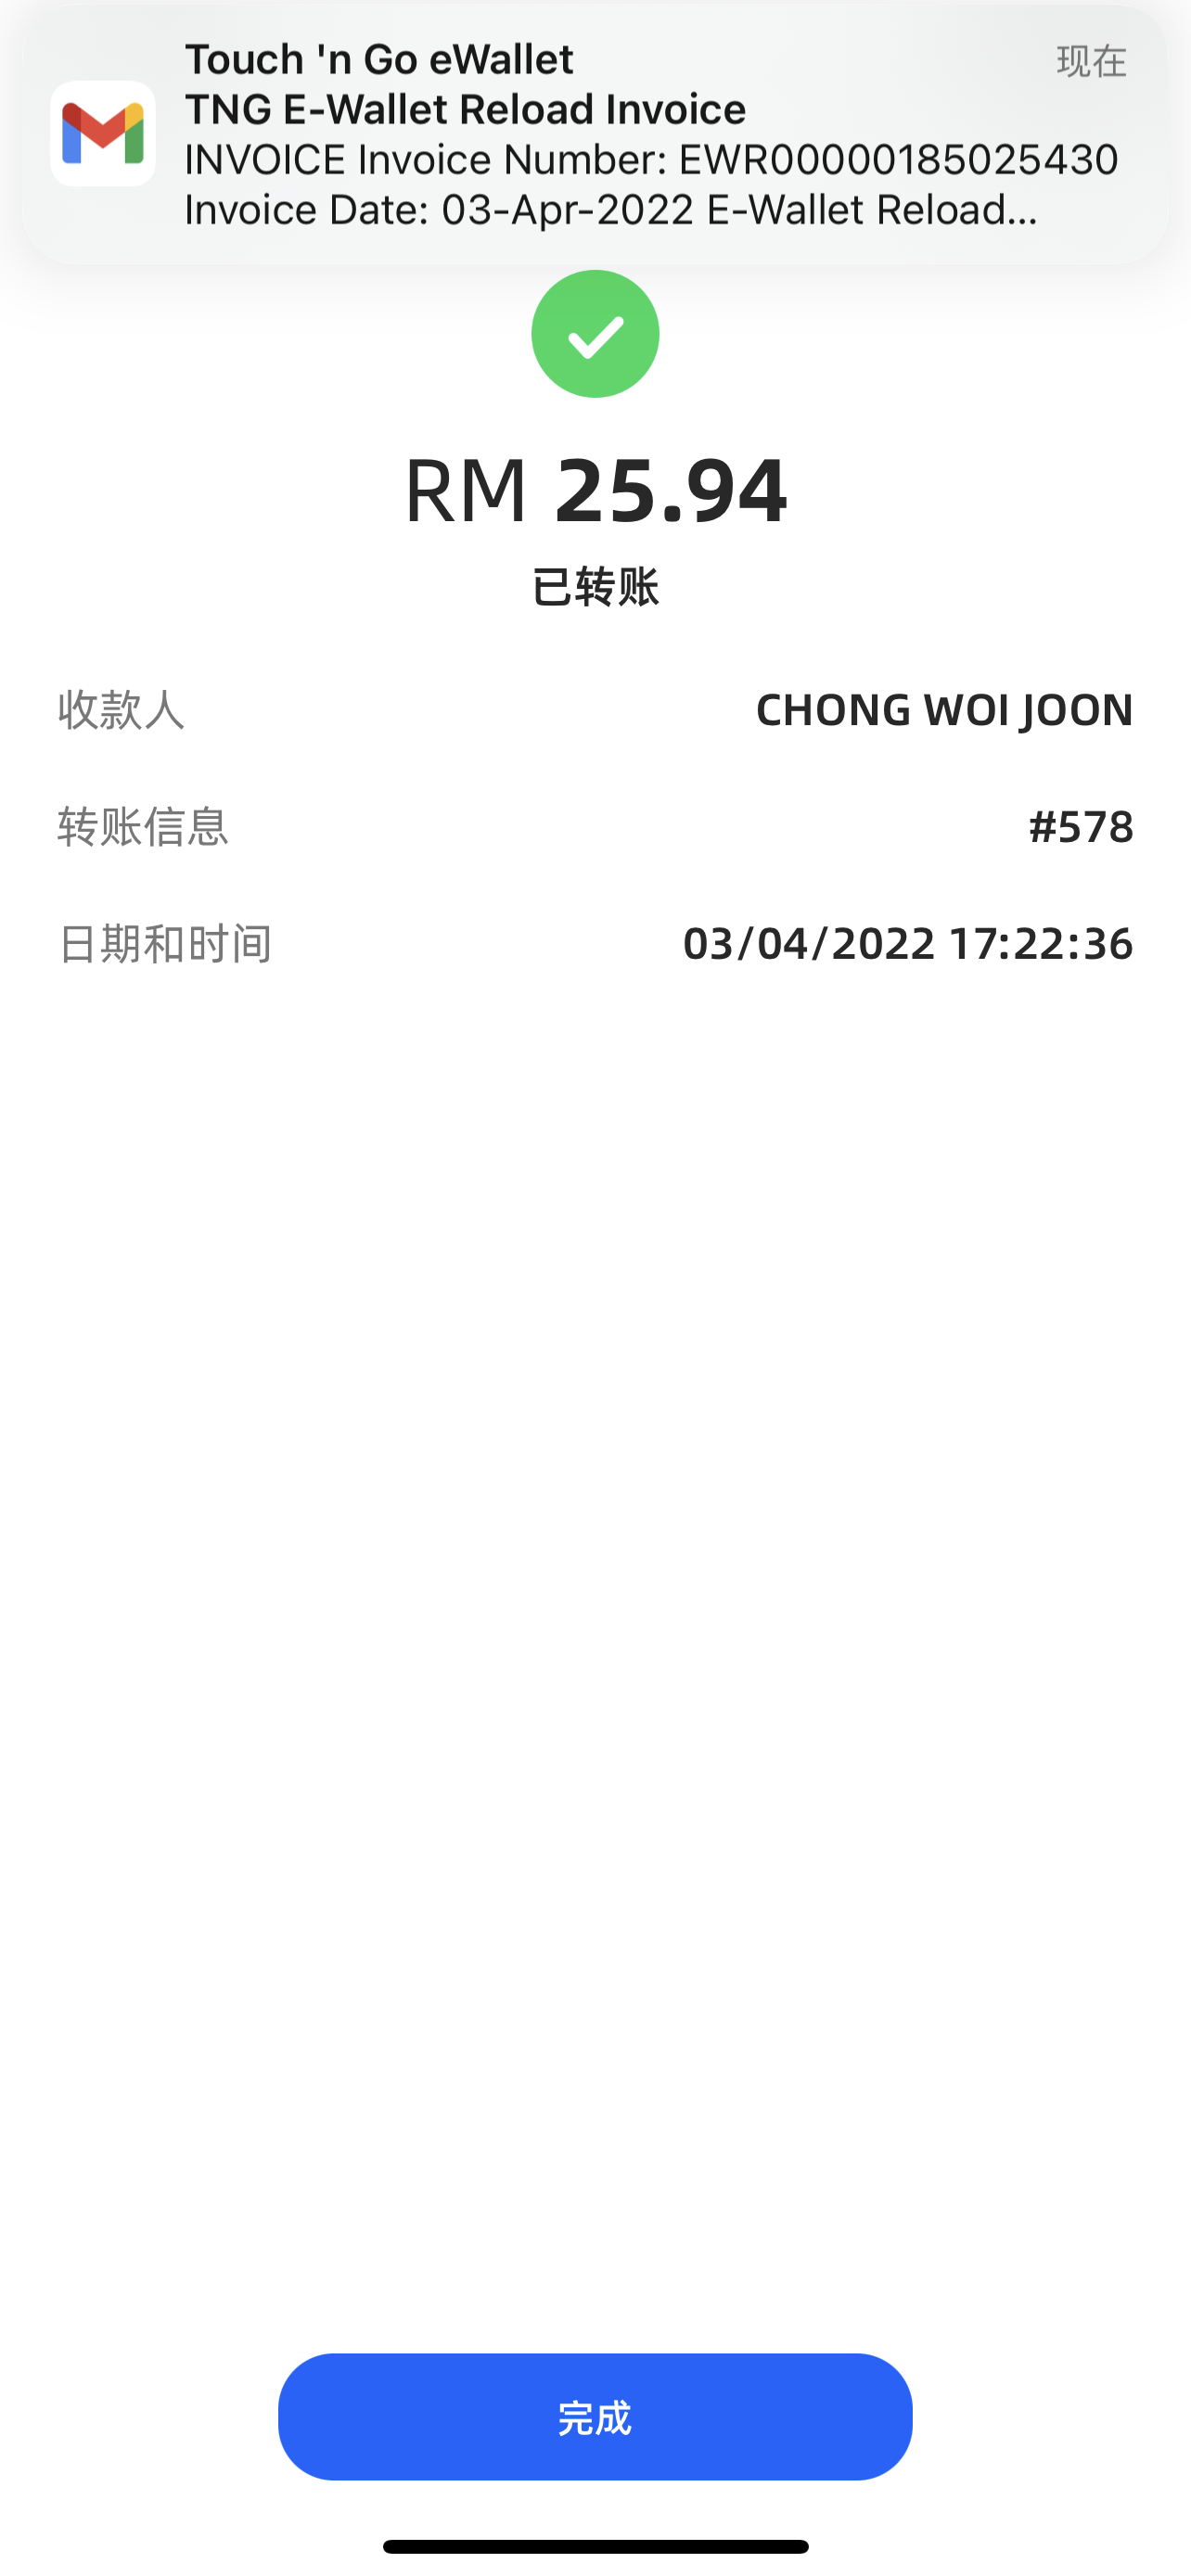 Touch 'n Go eWallet 现在
TNG E-Wallet Reload Invoice
INVOICE Invoice Number: EWR00000185025430
Invoice Date: 03-Apr-2022 E-Wallet Reload...
RM 25.94
已转账
收款人 CHONG WOI JOON
转账信息 #578
日期和时间 03/04/2022 17:22:36
完成